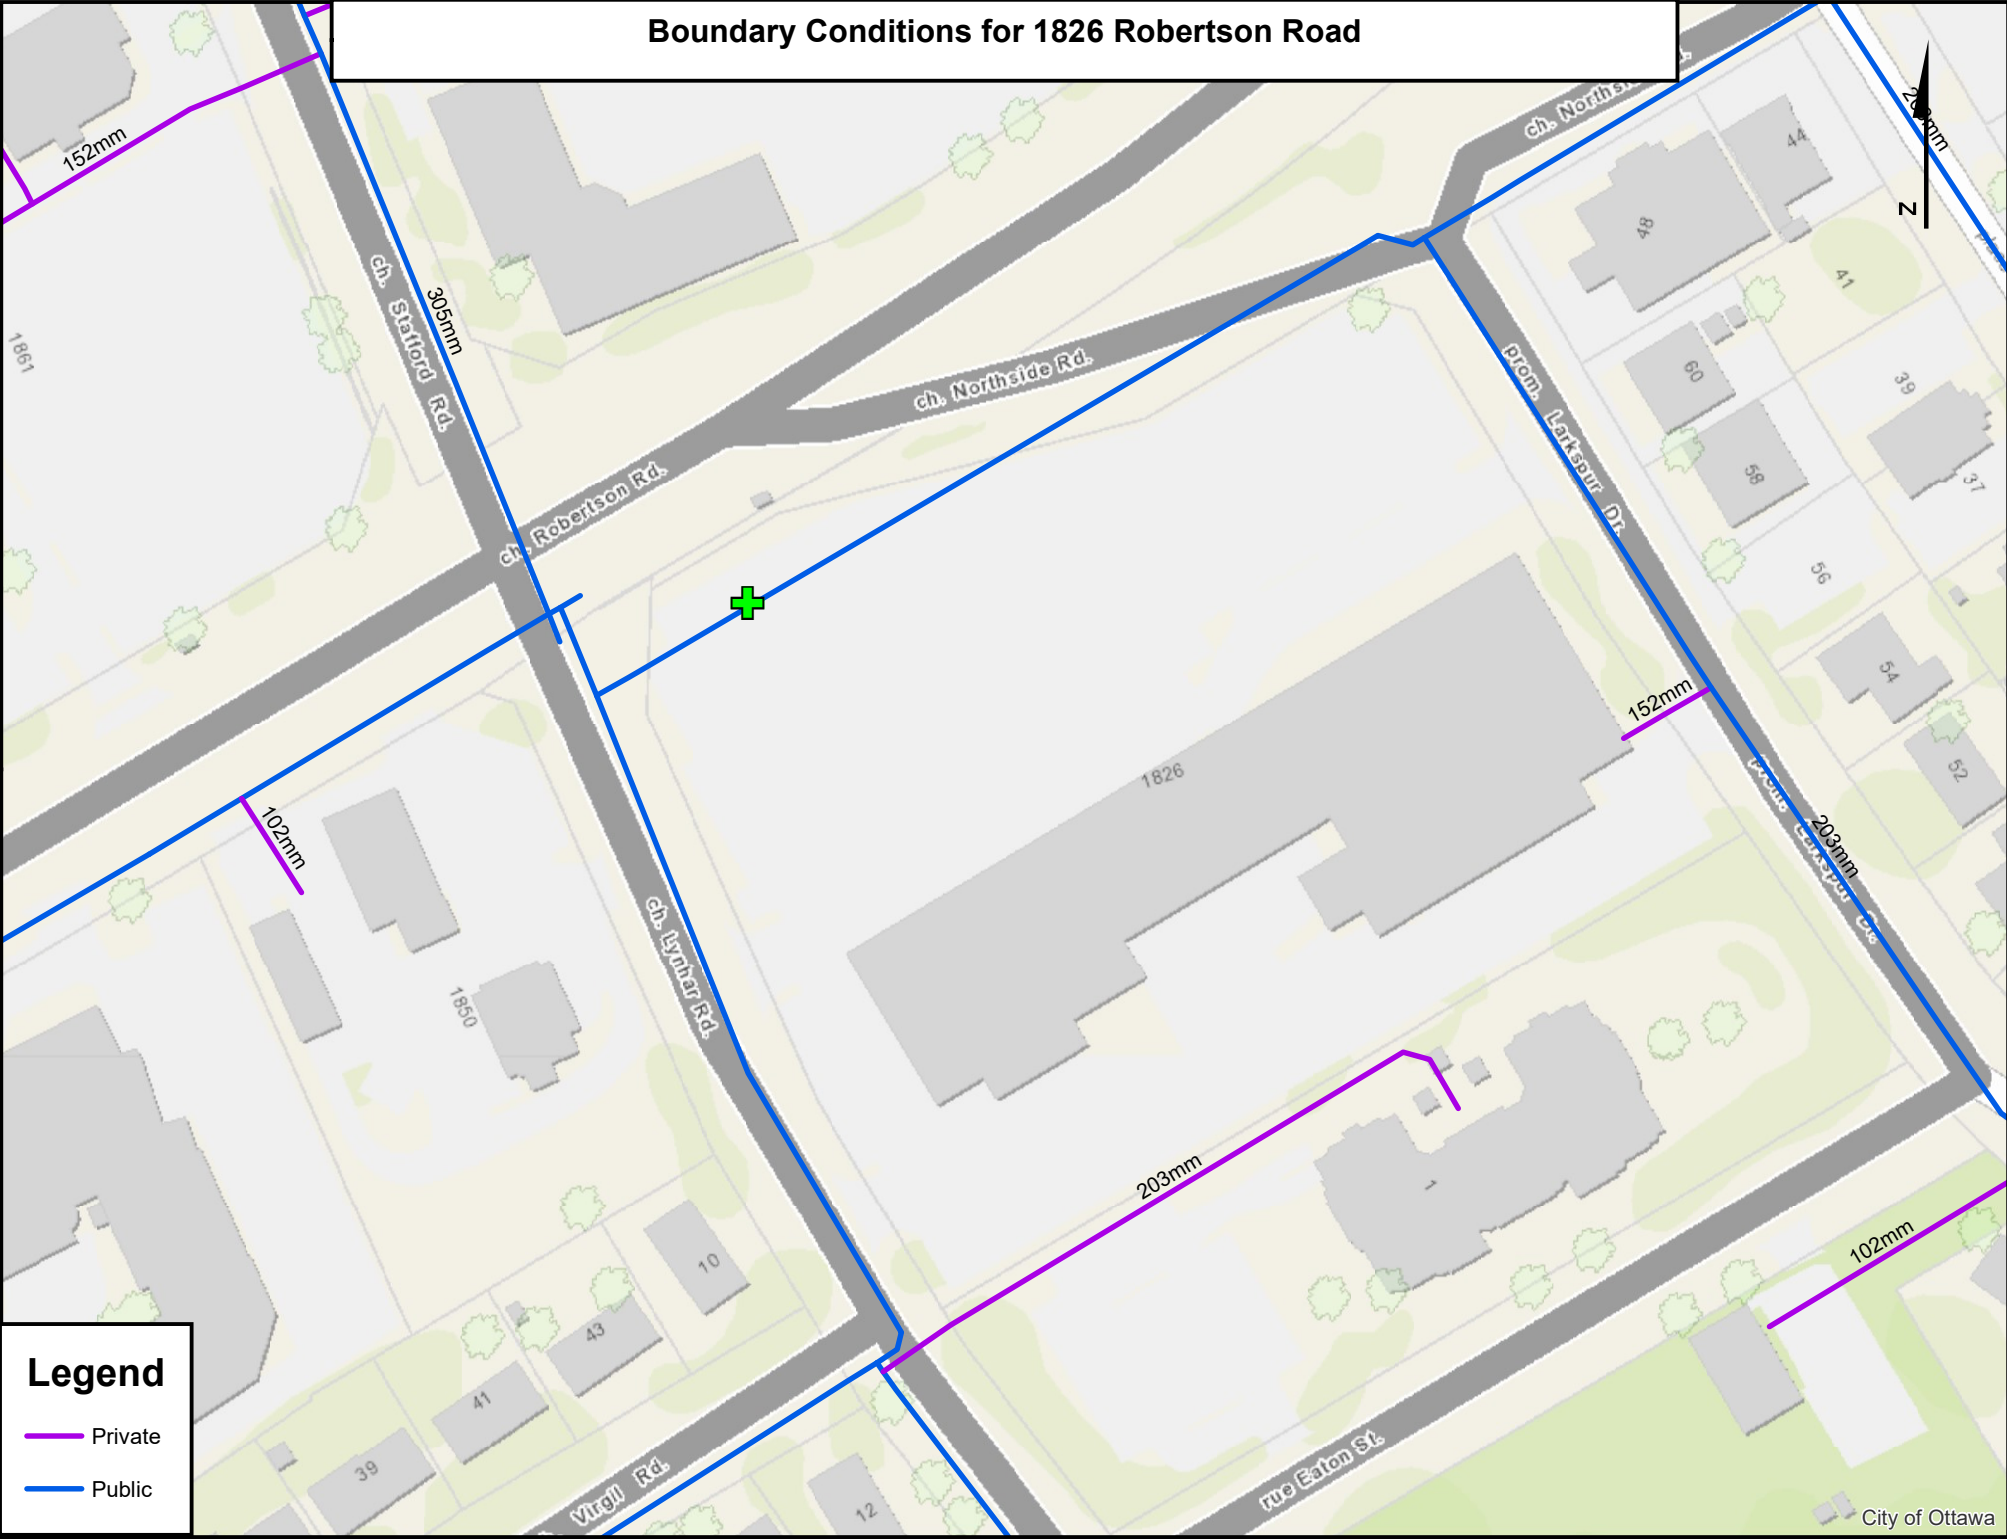 Boundary Conditions for 1826 Robertson Road
152mm
ch. Stafford Rd.
305mm
1861
ch. Northside Rd.
ch. Robertson Rd.
44
48
41
z
60
39
58
37
prom. Larkspur Dr.
56
54
152mm
52
1826
prom. Larkspur Dr.
203mm
102mm
ch. Lynhar Rd.
1850
203mm
1
10
43
41
39
102mm
Virgil Rd.
12
rue Eaton St.
Legend
Private
Public
City of Ottawa